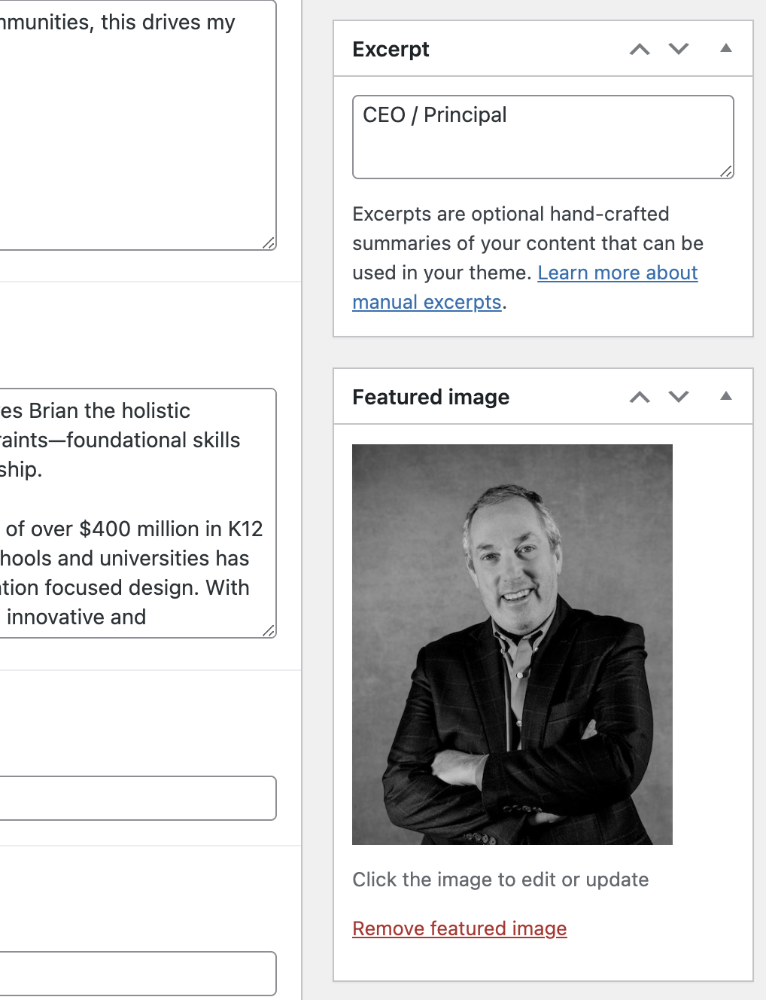 mmunities, this drives my
es Brian the holistic
raints—foundational skills
ship.
of over $400 million in K12
hools and universities has
tion focused design. With
innovative and
Excerpt
CEO / Principal
Excerpts are optional hand-crafted
summaries of your content that can be
used in your theme. Learn more about
manual excerpts.
Featured image
Click the image to edit or update
Remove featured image